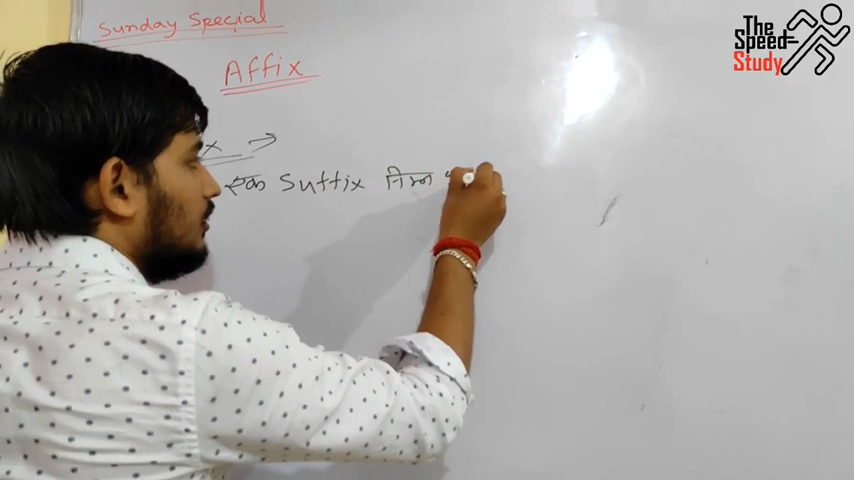 Sunday Special
Affix
x →
एक Suffix निम्न
The
Speed
Study